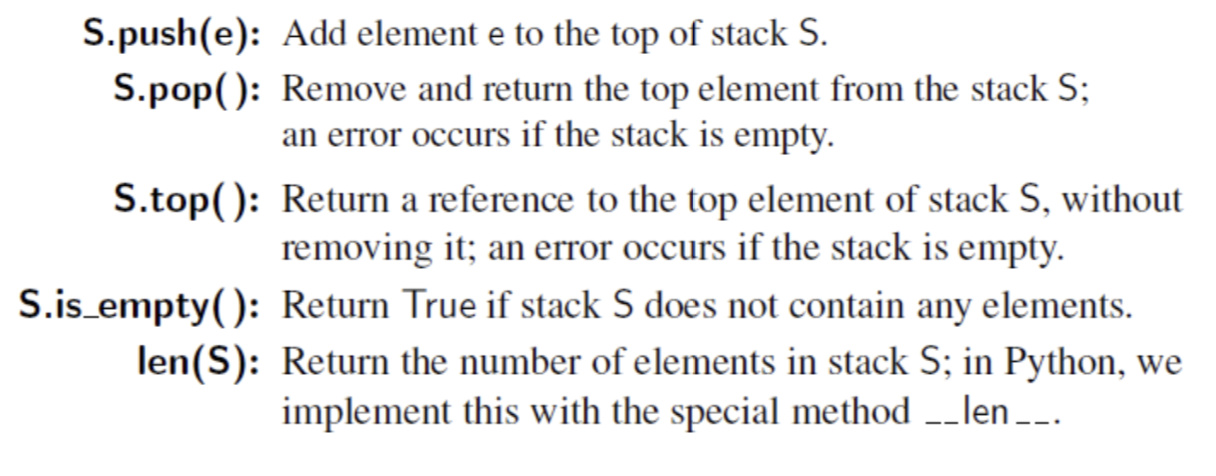 S.push(e): Add element e to the top of stack S.
S.pop( ): Remove and return the top element from the stack S;
an error occurs if the stack is empty.
S.top( ): Return a reference to the top element of stack S, without
removing it; an error occurs if the stack is empty.
S.is_empty( ): Return True if stack S does not contain any elements.
len(S): Return the number of elements in stack S; in Python, we
implement this with the special method __len__.